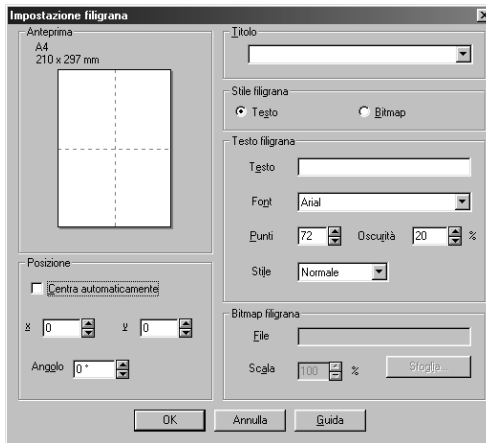 Impostazione filigrana
Anteprima
A4
210 x 297 mm
Posizione
Centra automaticamente
x 0 y 0
Angolo 0 °
Titolo
Stile filigrana
Testo Bitmap
Testo filigrana
Testo
Font Arial
Punti 72 Oscurità 20 %
Stile Normale
Bitmap filigrana
File
Scala 100 % Sfoglia...
OK Annulla Guida